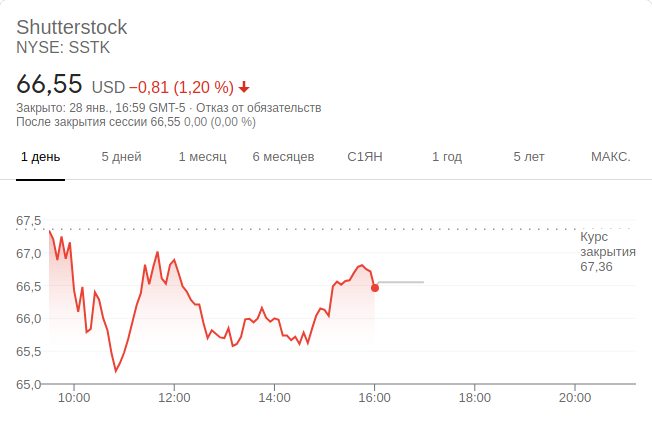 Shutterstock
NYSE: SSTK
66,55 USD −0,81 (1,20 %)
Закрыто: 28 янв., 16:59 GMT-5 · Отказ от обязательств
После закрытия сессии 66,55 0,00 (0,00 %)
1 день 5 дней 1 месяц 6 месяцев С1ЯН 1 год 5 лет МАКС.
67,5
Курс
закрытия
67,36
67,0
66,5
66,0
65,5
65,0
10:00 12:00 14:00 16:00 18:00 20:00